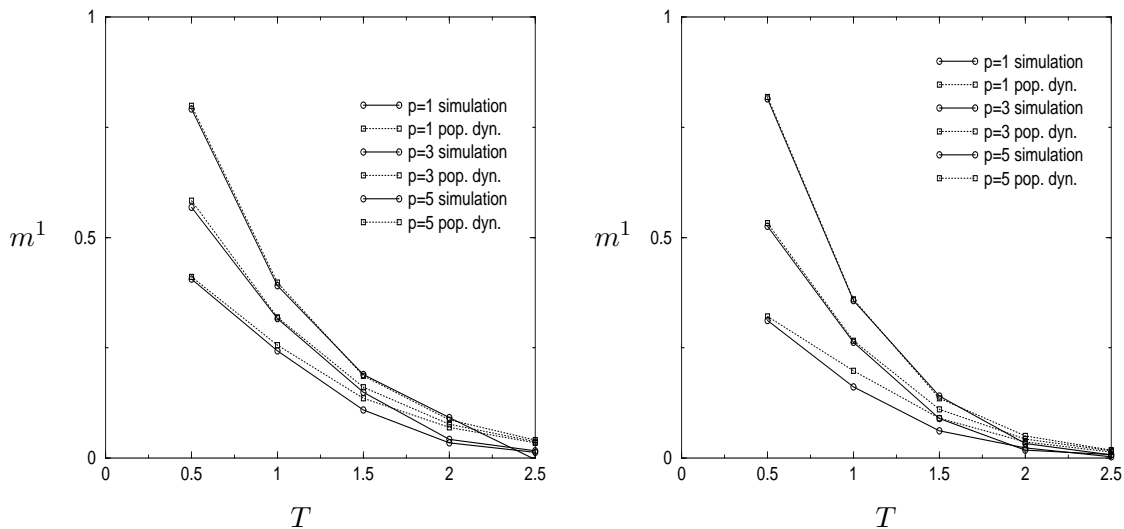 1
p=1 simulation
p=1 pop. dyn.
p=3 simulation
p=3 pop. dyn.
p=5 simulation
p=5 pop. dyn.
m¹
0.5
0
0 0.5 1 1.5 2 2.5
T
1
p=1 simulation
p=1 pop. dyn.
p=3 simulation
p=3 pop. dyn.
p=5 simulation
p=5 pop. dyn.
m¹
0.5
0
0 0.5 1 1.5 2 2.5
T